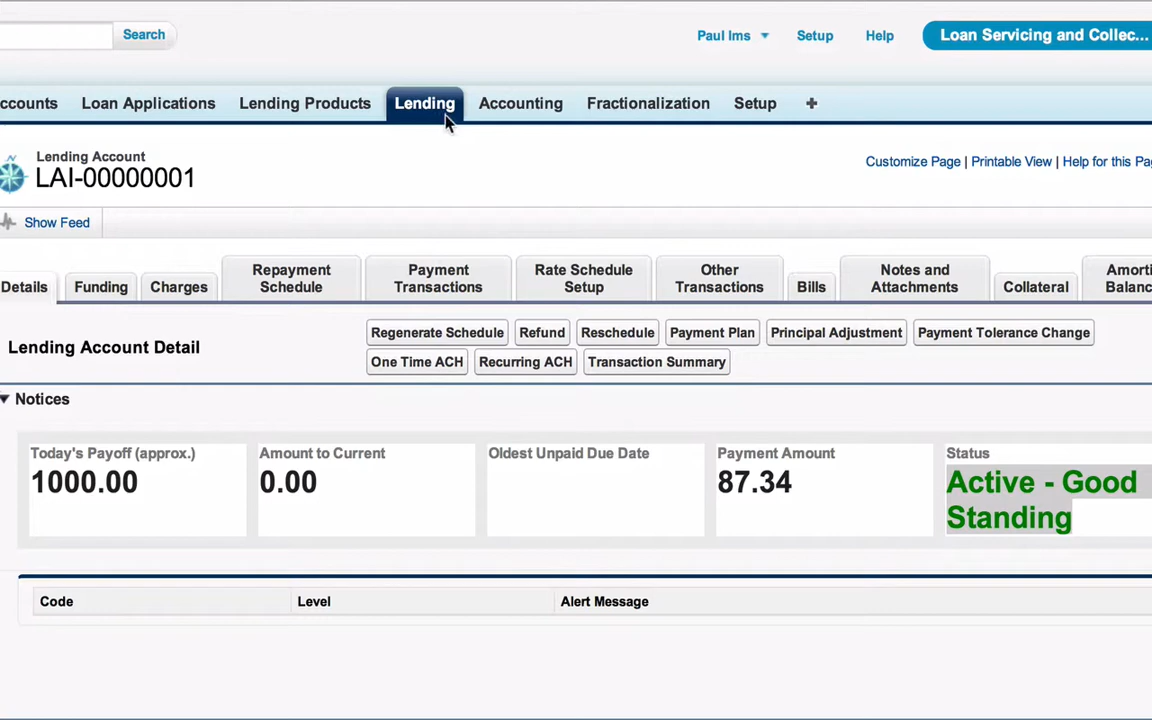 Search
Paul Ims
Setup
Help
Loan Servicing and Collec...
ccounts
Loan Applications
Lending Products
Lending
Accounting
Fractionalization
Setup
+
Lending Account
LAI-00000001
Customize Page | Printable View | Help for this Pag
Show Feed
Details
Funding
Charges
Repayment
Schedule
Payment
Transactions
Rate Schedule
Setup
Other
Transactions
Bills
Notes and
Attachments
Collateral
Amorti
Balanc
Lending Account Detail
Regenerate Schedule
Refund
Reschedule
Payment Plan
Principal Adjustment
Payment Tolerance Change
One Time ACH
Recurring ACH
Transaction Summary
Notices
Today's Payoff (approx.)
1000.00
Amount to Current
0.00
Oldest Unpaid Due Date
Payment Amount
87.34
Status
Active - Good
Standing
Code
Level
Alert Message